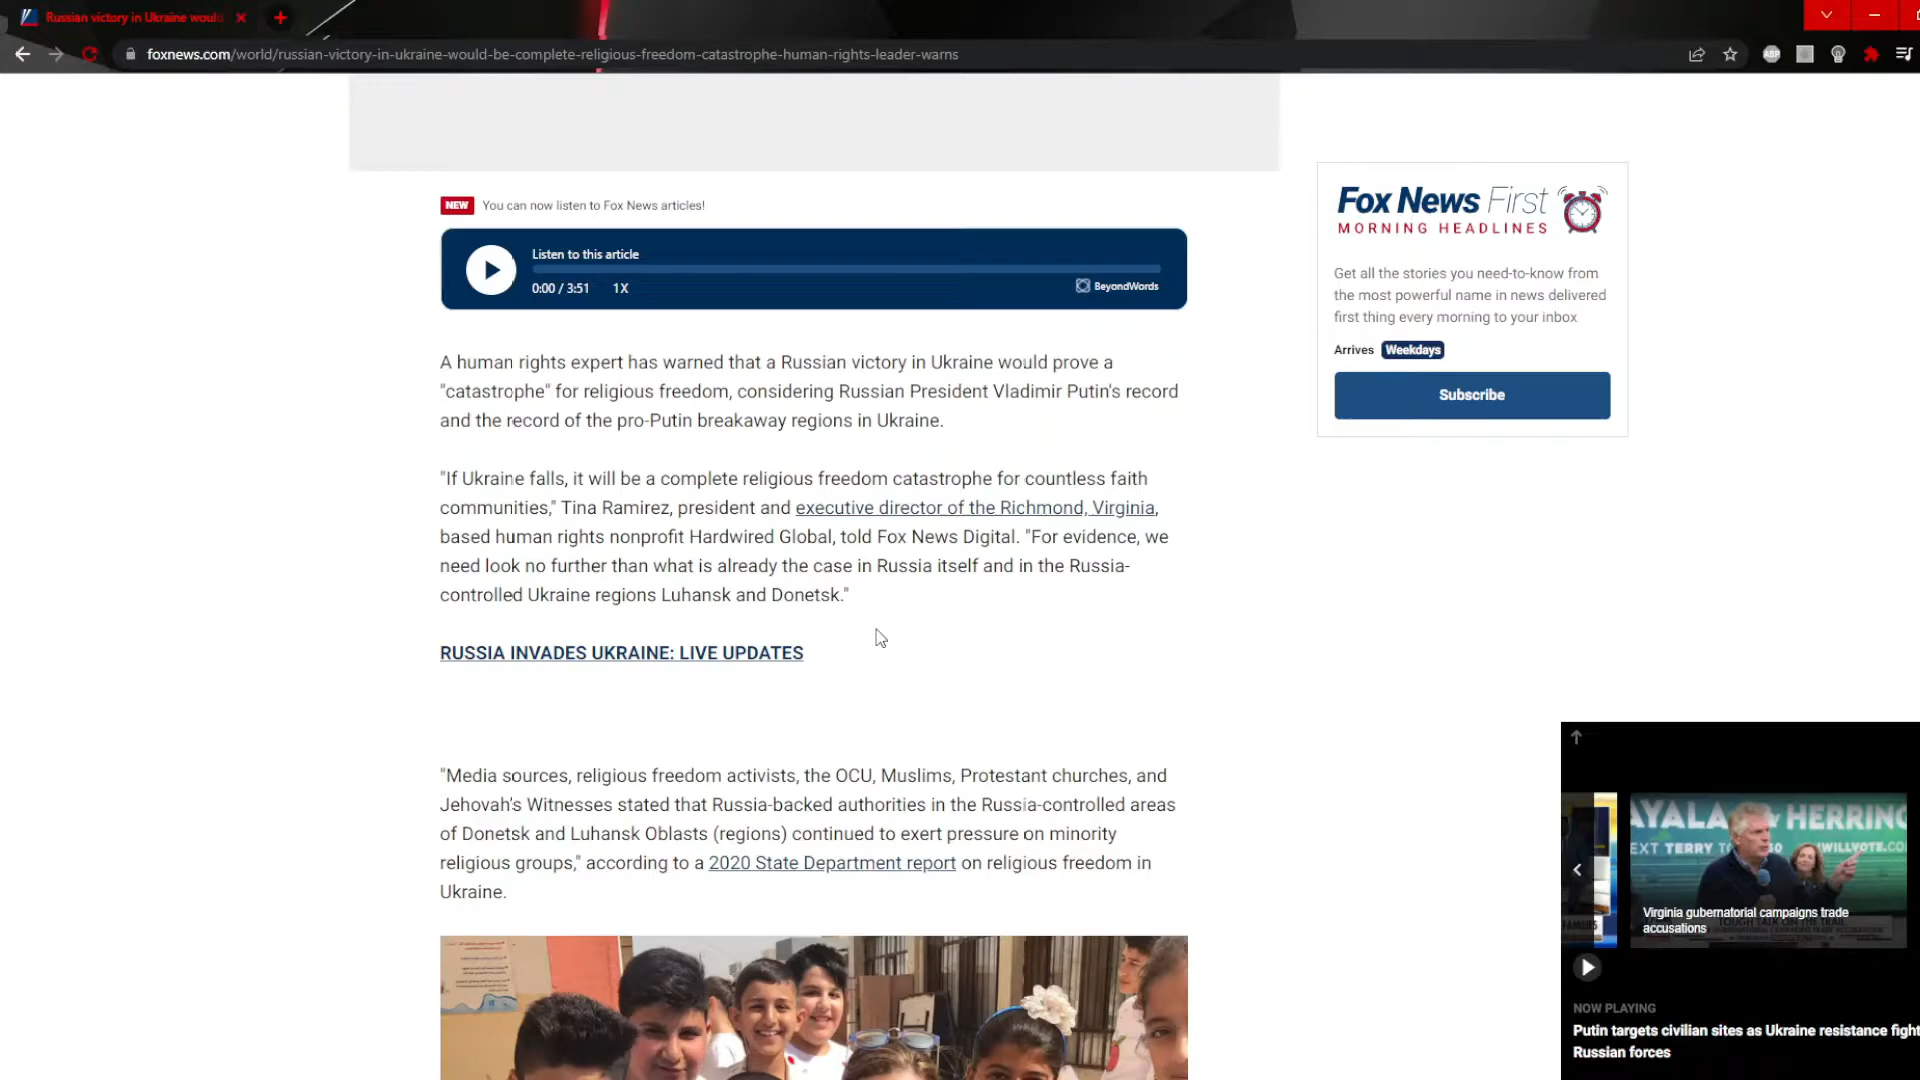 Russian victory in Ukraine woul
foxnews.com/world/russian-victory-in-ukraine-would-be-complete-religious-freedom-catastrophe-human-rights-leader-warns
ABP
NEW You can now listen to Fox News articles!
Listen to this article
0:00 / 3:51 1X
BeyondWords
A human rights expert has warned that a Russian victory in Ukraine would prove a
"catastrophe" for religious freedom, considering Russian President Vladimir Putin's record
and the record of the pro-Putin breakaway regions in Ukraine.
"If Ukraine falls, it will be a complete religious freedom catastrophe for countless faith
communities," Tina Ramirez, president and executive director of the Richmond, Virginia,
based human rights nonprofit Hardwired Global, told Fox News Digital. "For evidence, we
need look no further than what is already the case in Russia itself and in the Russia-
controlled Ukraine regions Luhansk and Donetsk."
RUSSIA INVADES UKRAINE: LIVE UPDATES
"Media sources, religious freedom activists, the OCU, Muslims, Protestant churches, and
Jehovah's Witnesses stated that Russia-backed authorities in the Russia-controlled areas
of Donetsk and Luhansk Oblasts (regions) continued to exert pressure on minority
religious groups," according to a 2020 State Department report on religious freedom in
Ukraine.
Fox News First
MORNING HEADLINES
Get all the stories you need-to-know from
the most powerful name in news delivered
first thing every morning to your inbox
Arrives Weekdays
Subscribe
AYALA HERRING
EXT TERRY TO WILLVOTE.CO
Virginia gubernatorial campaigns trade
accusations
NOW PLAYING
Putin targets civilian sites as Ukraine resistance fight
Russian forces